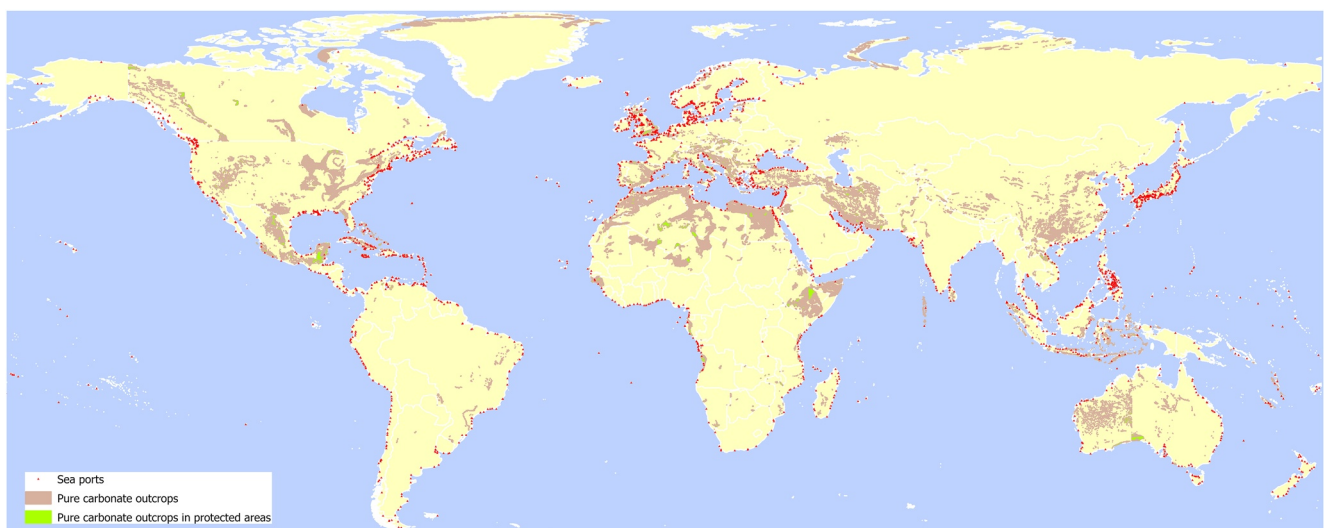 Sea ports
Pure carbonate outcrops
Pure carbonate outcrops in protected areas